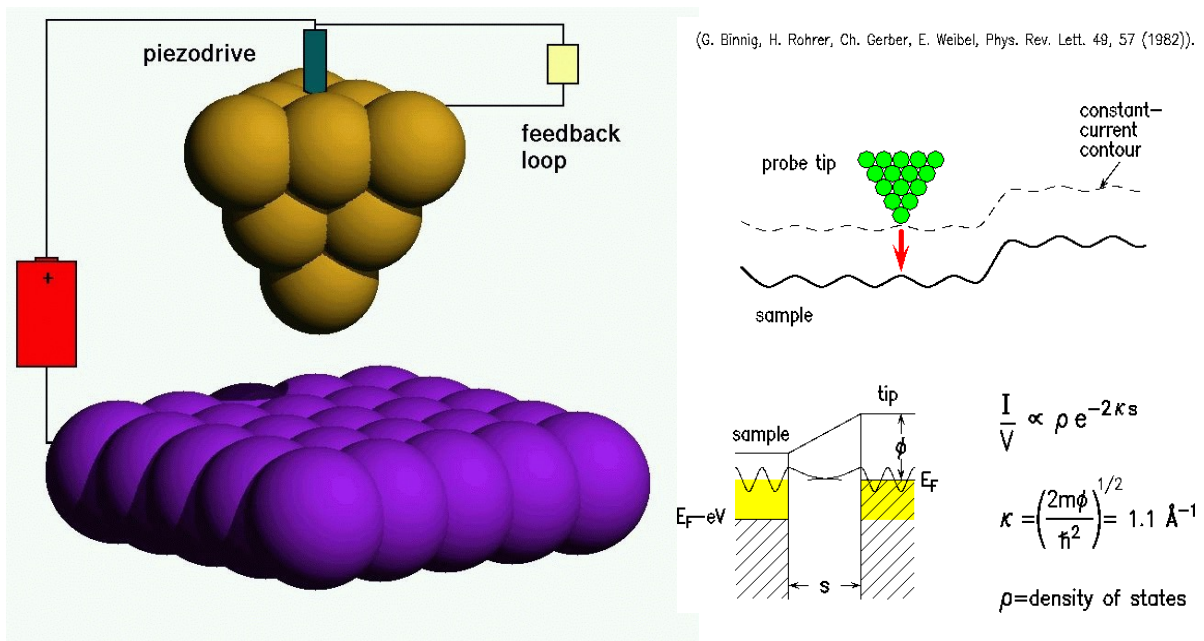 piezodrive
feedback
loop
+
(G. Binnig, H. Rohrer, Ch. Gerber, E. Weibel, Phys. Rev. Lett. 49, 57 (1982)).
constant–
current
contour
probe tip
sample
tip
sample
ϕ
E_F
E_F–eV
s
I/V ∝ ρ e^{-2κs}
κ = (2mϕ/ħ²)^{1/2} = 1.1 Å⁻¹
ρ=density of states